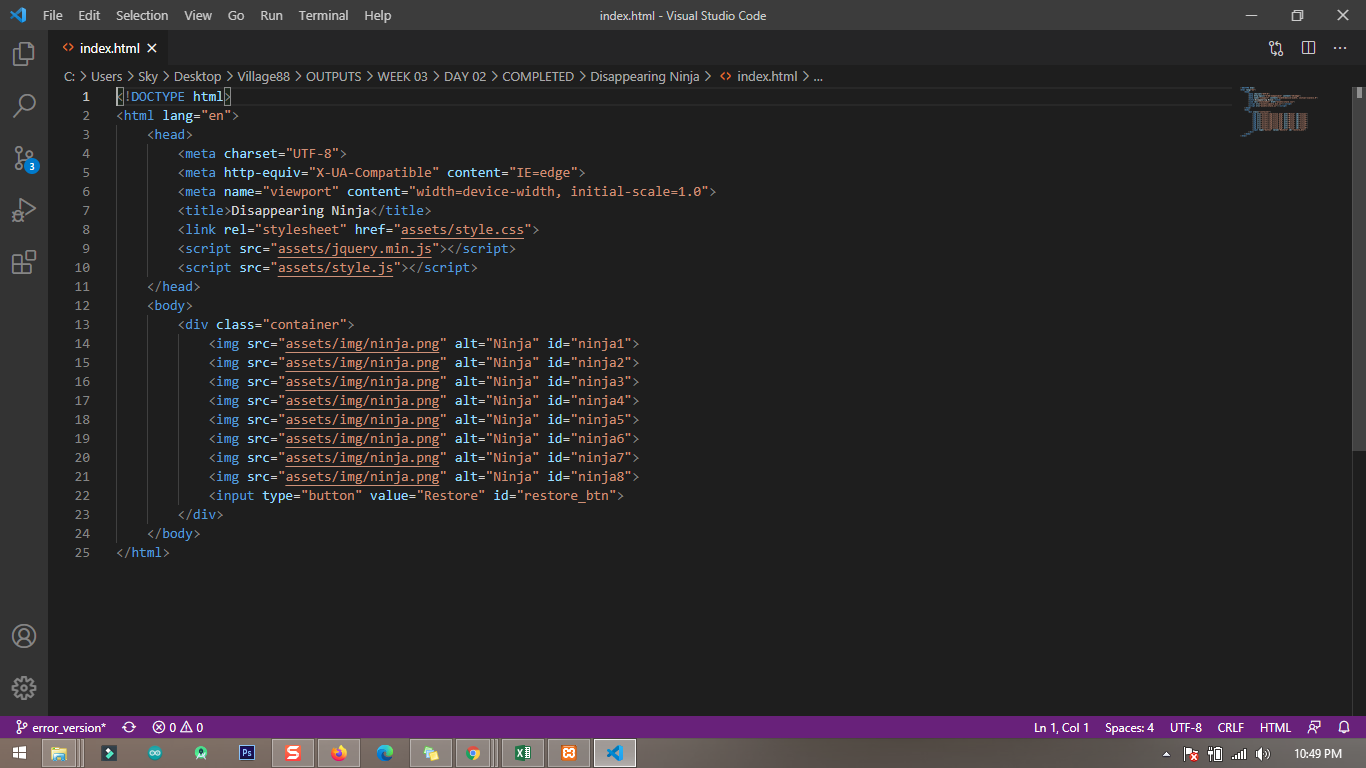 File Edit Selection View Go Run Terminal Help index.html - Visual Studio Code
<> index.html
C: > Users > Sky > Desktop > Village88 > OUTPUTS > WEEK 03 > DAY 02 > COMPLETED > Disappearing Ninja > <> index.html > ...
1 <!DOCTYPE html>
2 <html lang="en">
3 <head>
4 <meta charset="UTF-8">
5 <meta http-equiv="X-UA-Compatible" content="IE=edge">
6 <meta name="viewport" content="width=device-width, initial-scale=1.0">
7 <title>Disappearing Ninja</title>
8 <link rel="stylesheet" href="assets/style.css">
9 <script src="assets/jquery.min.js"></script>
10 <script src="assets/style.js"></script>
11 </head>
12 <body>
13 <div class="container">
14 <img src="assets/img/ninja.png" alt="Ninja" id="ninja1">
15 <img src="assets/img/ninja.png" alt="Ninja" id="ninja2">
16 <img src="assets/img/ninja.png" alt="Ninja" id="ninja3">
17 <img src="assets/img/ninja.png" alt="Ninja" id="ninja4">
18 <img src="assets/img/ninja.png" alt="Ninja" id="ninja5">
19 <img src="assets/img/ninja.png" alt="Ninja" id="ninja6">
20 <img src="assets/img/ninja.png" alt="Ninja" id="ninja7">
21 <img src="assets/img/ninja.png" alt="Ninja" id="ninja8">
22 <input type="button" value="Restore" id="restore_btn">
23 </div>
24 </body>
25 </html>
3
error_version* 0 0 Ln 1, Col 1 Spaces: 4 UTF-8 CRLF HTML
Ps S 10:49 PM